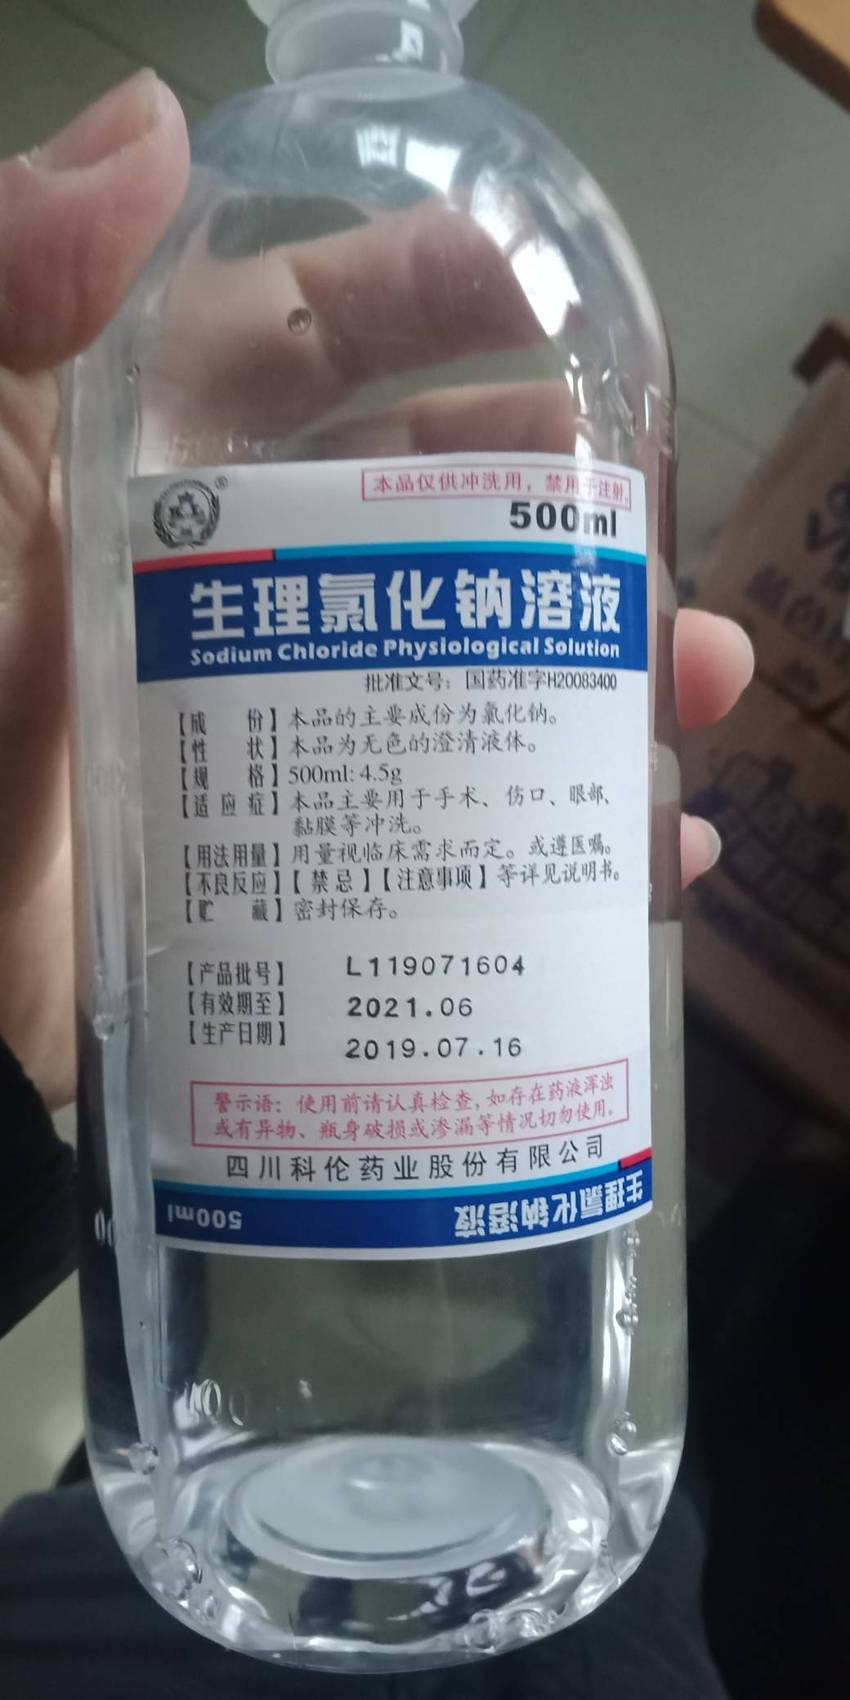 本品仅供冲洗用，禁用于注射。
500ml
生理氯化钠溶液
Sodium Chloride Physiological Solution
批准文号：国药准字H20083400
【成 份】本品的主要成份为氯化钠。
【性 状】本品为无色的澄清液体。
【规 格】500ml: 4.5g
【适应症】本品主要用于手术、伤口、眼部、
黏膜等冲洗。
【用法用量】用量视临床需求而定。或遵医嘱。
【不良反应】【禁忌】【注意事项】等详见说明书。
【贮 藏】密封保存。
【产品批号】 L119071604
【有效期至】 2021.06
【生产日期】 2019.07.16
警示语：使用前请认真检查，如存在药液浑浊
或有异物、瓶身破损或渗漏等情况切勿使用。
四川科伦药业股份有限公司
生理氯化钠溶液 500ml